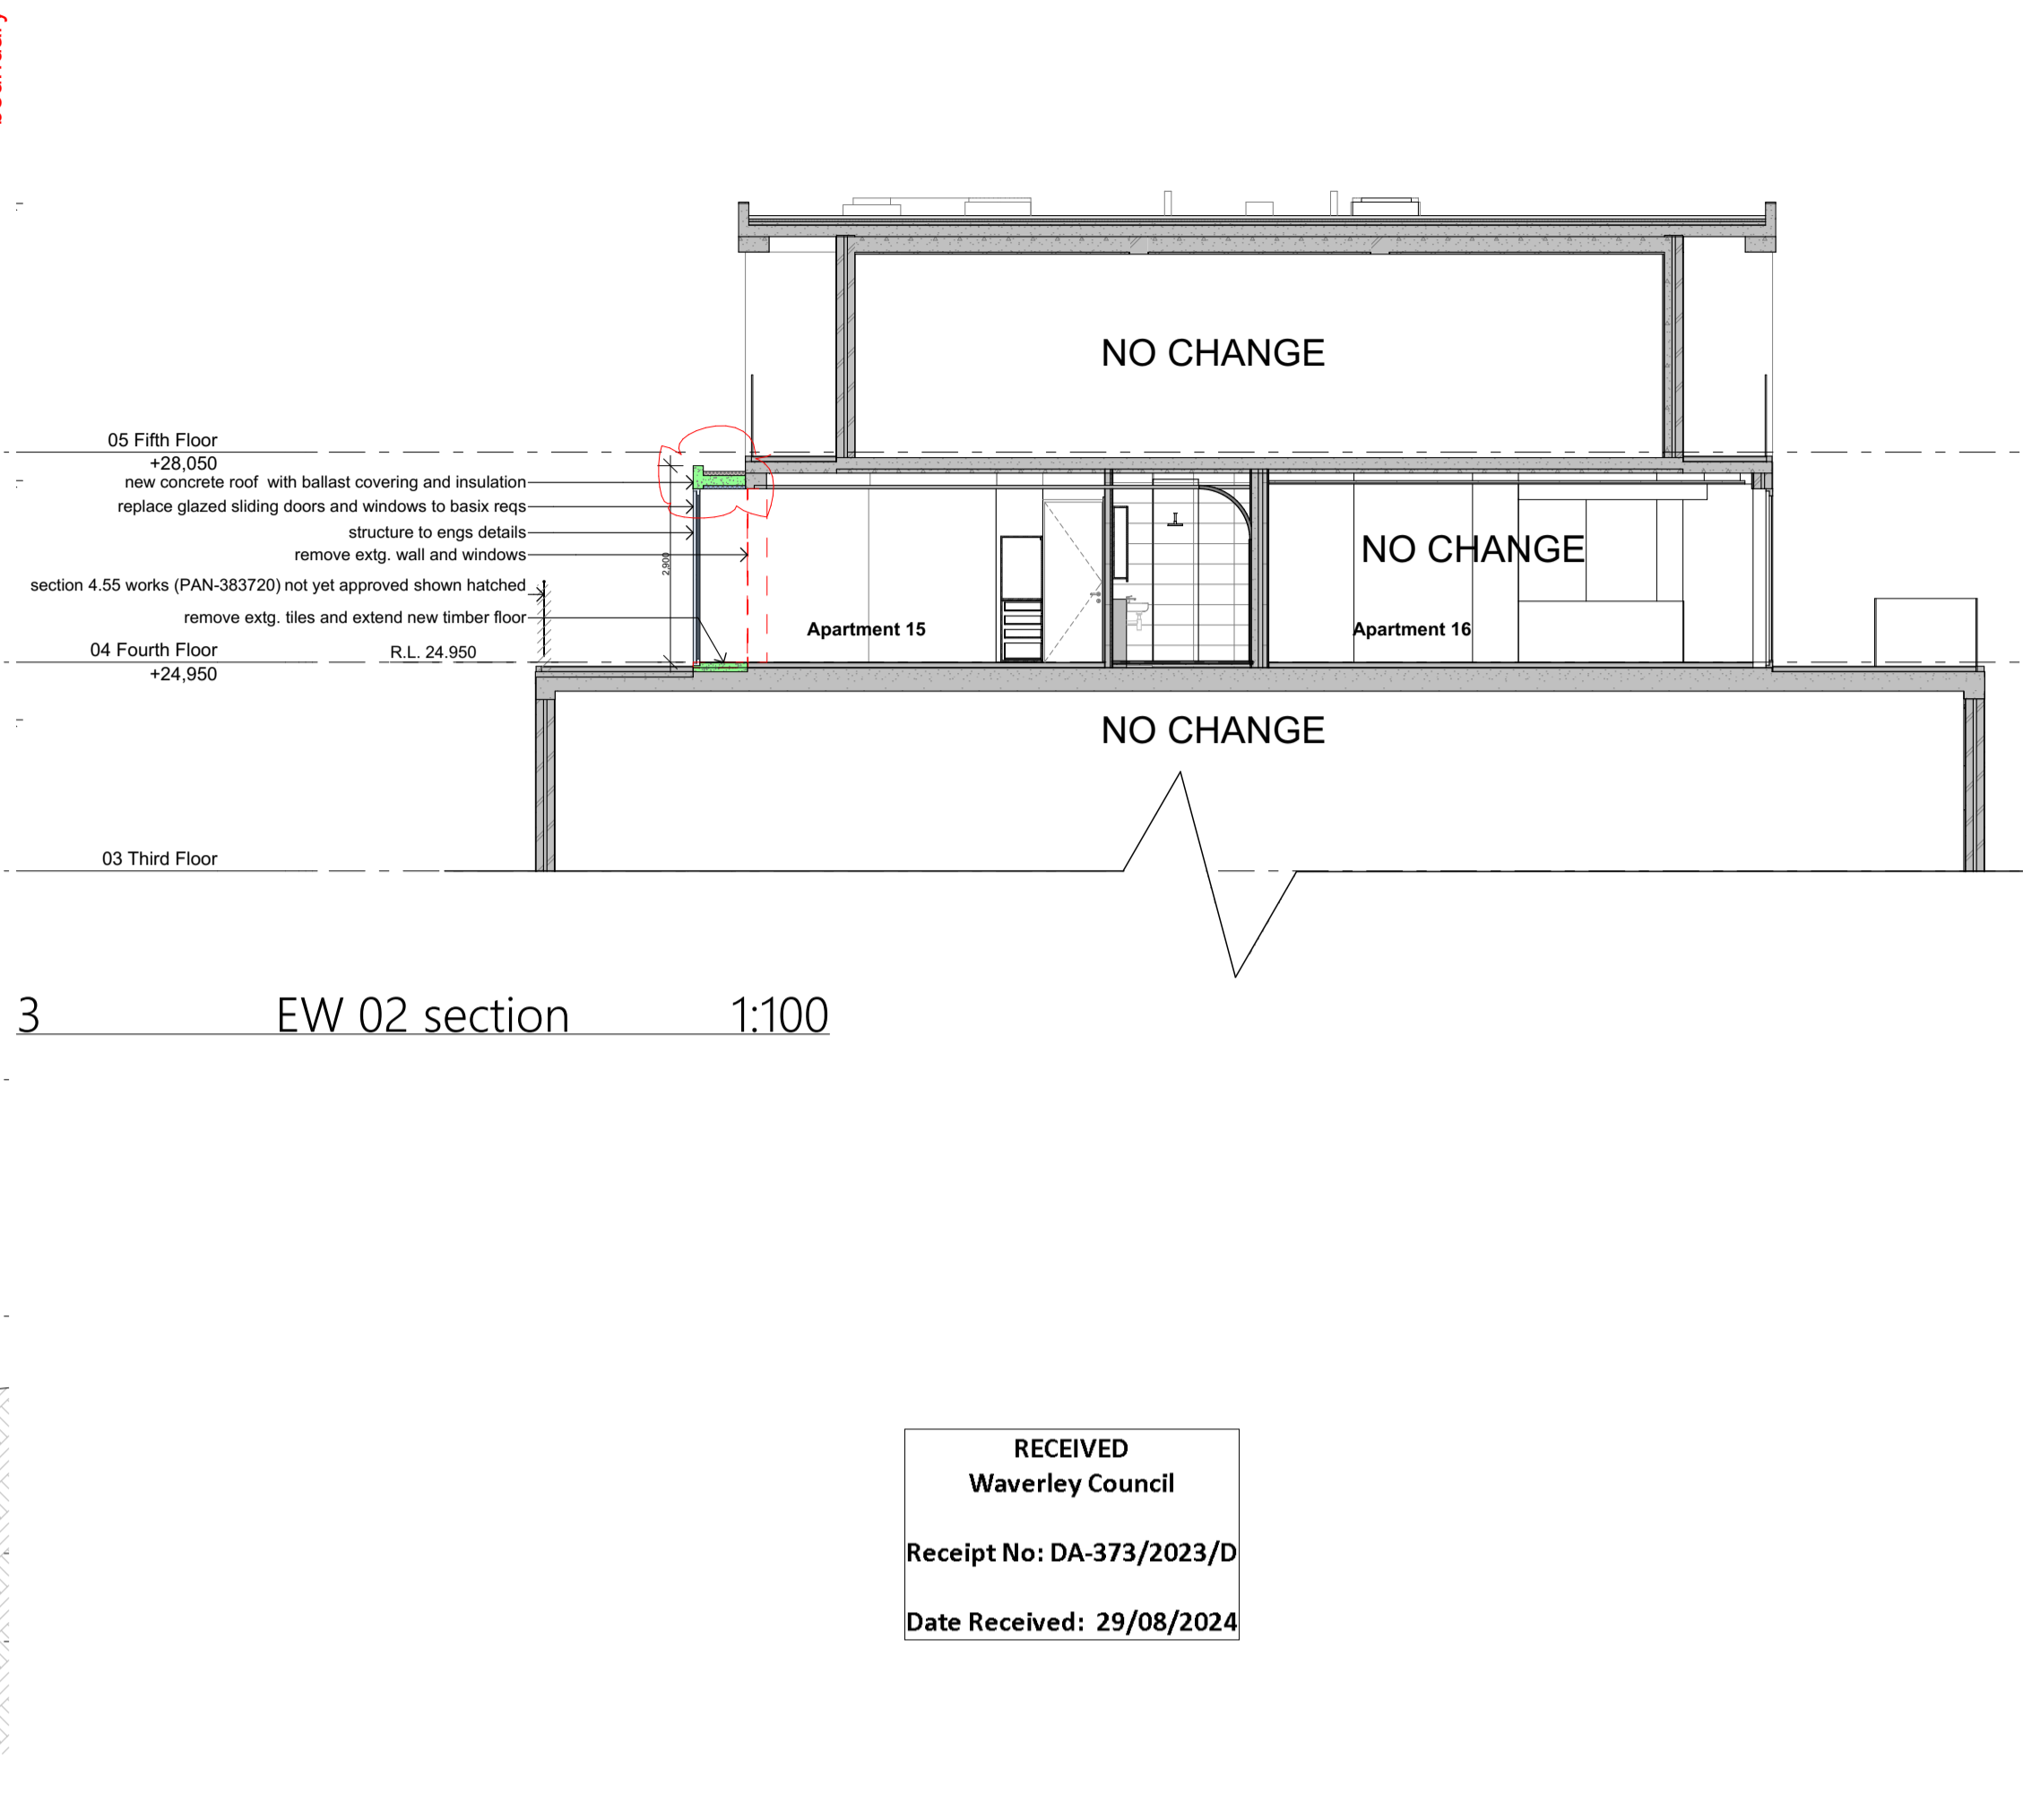 NO CHANGE
05 Fifth Floor
+28,050
new concrete roof with ballast covering and insulation
replace glazed sliding doors and windows to basix reqs
structure to engs details
remove extg. wall and windows
2,900
NO CHANGE
section 4.55 works (PAN-383720) not yet approved shown hatched
remove extg. tiles and extend new timber floor
Apartment 15
Apartment 16
04 Fourth Floor
R.L. 24.950
+24,950
NO CHANGE
03 Third Floor
3 EW 02 section 1:100
RECEIVED
Waverley Council
Receipt No: DA-373/2023/D
Date Received: 29/08/2024